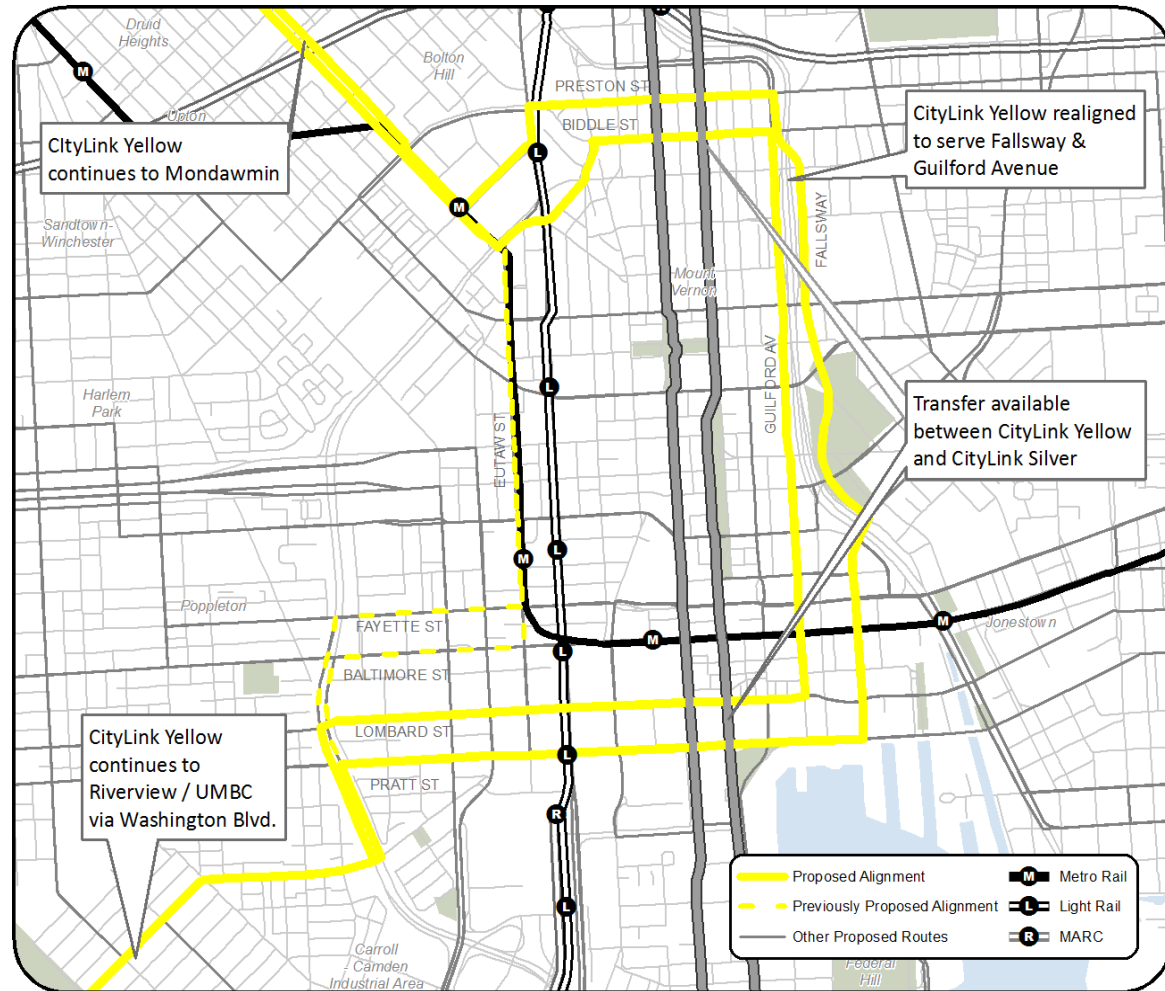 Druid
Heights
Bolton
Hill
PRESTON ST
BIDDLE ST
Upton
CItyLink Yellow
continues to Mondawmin
CityLink Yellow realigned
to serve Fallsway &
Guilford Avenue
Sandtown-
Winchester
FALLSWAY
Mount
Vernon
GUILFORD AV
Harlem
Park
EUTAW ST
Transfer available
between CityLink Yellow
and CityLink Silver
Poppleton
FAYETTE ST
Jonestown
BALTIMORE ST
LOMBARD ST
PRATT ST
CityLink Yellow
continues to
Riverview / UMBC
via Washington Blvd.
Carroll
- Camden
Industrial Area
Federal
Hill
Proposed Alignment
Previously Proposed Alignment
Other Proposed Routes
M Metro Rail
L Light Rail
R MARC
M
M
M
M
M
L
L
L
L
L
L
R